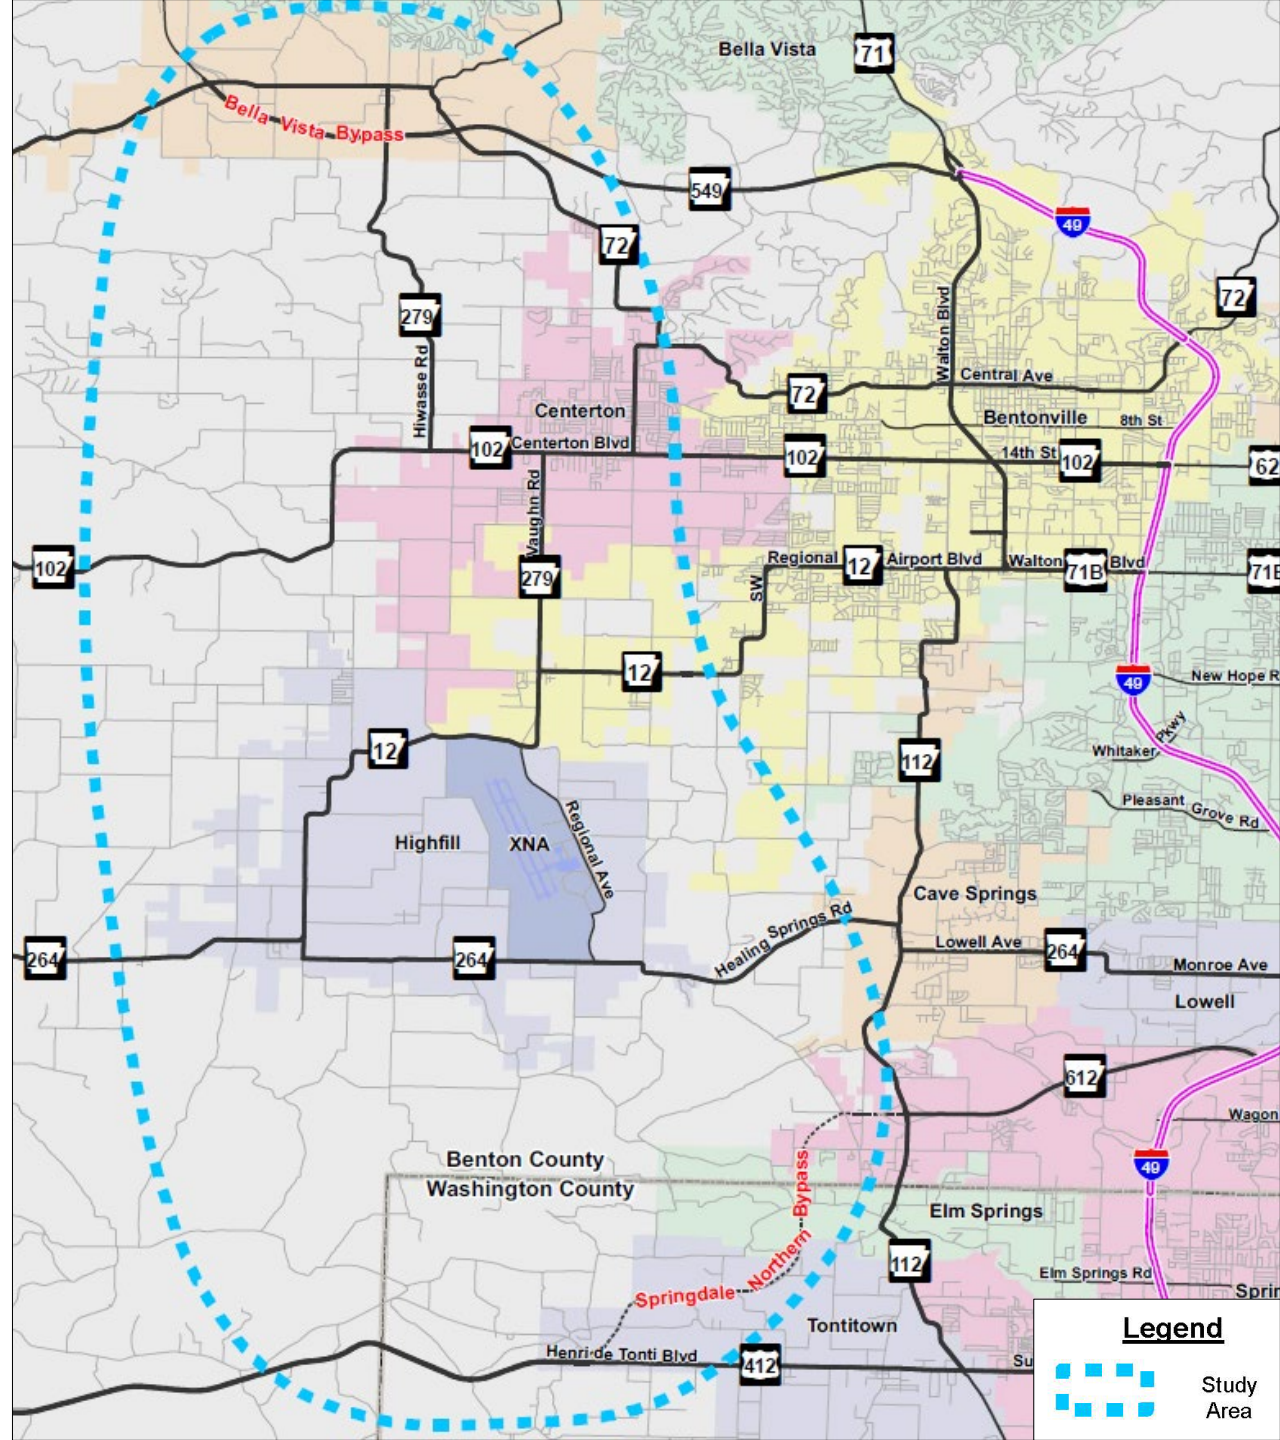 Bella Vista
71
Bella Vista Bypass
549
49
72
72
279
Hiwasse Rd
Walton Blvd
Central Ave
72
Centerton
Bentonville
8th St
102
Centerton Blvd
102
14th St
102
62
Vaughn Rd
102
279
SW
Regional
12
Airport Blvd
Walton
71B
Blvd
12
49
New Hope R
12
112
Whitaker
Pkwy
Pleasant
Grove Rd
Highfill
XNA
Regional Ave
Cave Springs
264
264
Healing Springs Rd
Lowell Ave
264
Monroe Ave
Lowell
612
Wagon
49
Benton County
Washington County
Elm Springs
112
Elm Springs Rd
Sprin
Springdale Northern Bypass
Tontitown
Henri de Tonti Blvd
412
Su
Legend
Study
Area